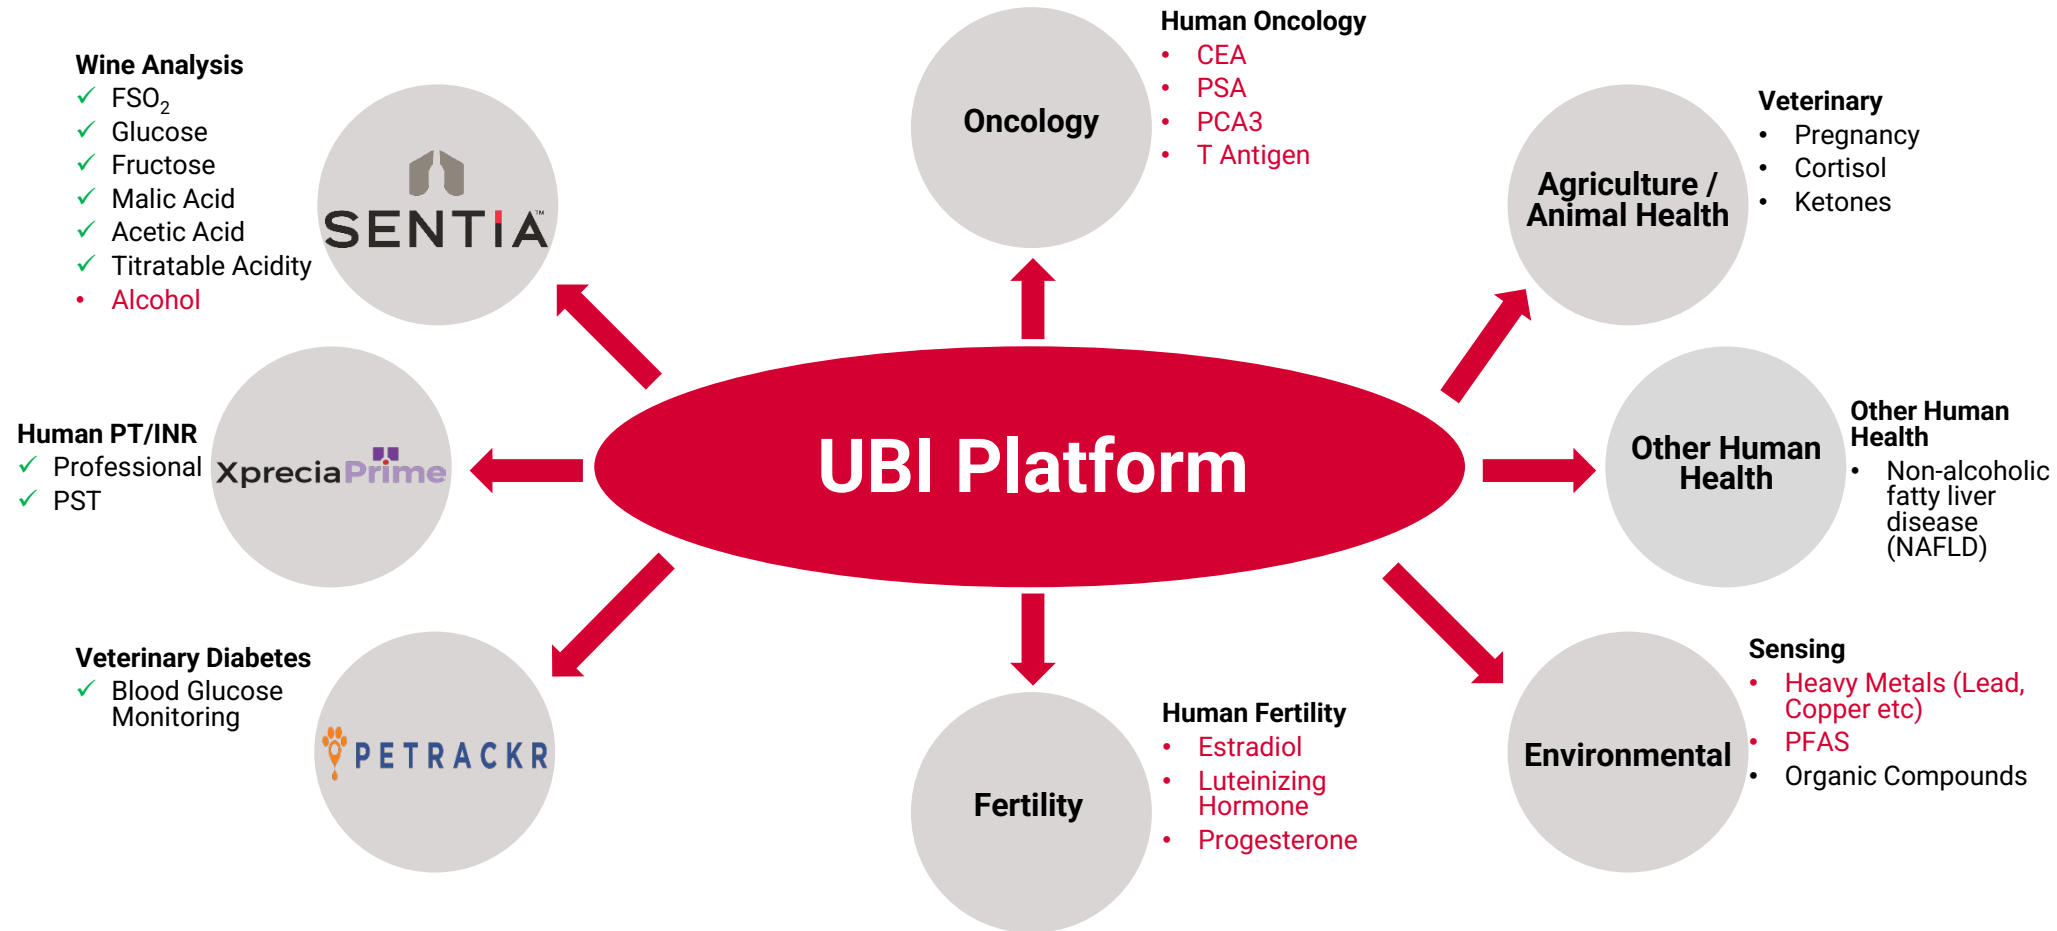 Wine Analysis
✓ FSO₂
✓ Glucose
✓ Fructose
✓ Malic Acid
✓ Acetic Acid
✓ Titratable Acidity
• Alcohol
SENTIA™
Oncology
Human Oncology
• CEA
• PSA
• PCA3
• T Antigen
Agriculture /
Animal Health
Veterinary
• Pregnancy
• Cortisol
• Ketones
Human PT/INR
✓ Professional
✓ PST
XpreciaPrime
UBI Platform
Other Human
Health
Other Human
Health
• Non-alcoholic
fatty liver
disease
(NAFLD)
Veterinary Diabetes
✓ Blood Glucose
Monitoring
PETRACKR
Fertility
Human Fertility
• Estradiol
• Luteinizing
Hormone
• Progesterone
Environmental
Sensing
• Heavy Metals (Lead,
Copper etc)
• PFAS
• Organic Compounds